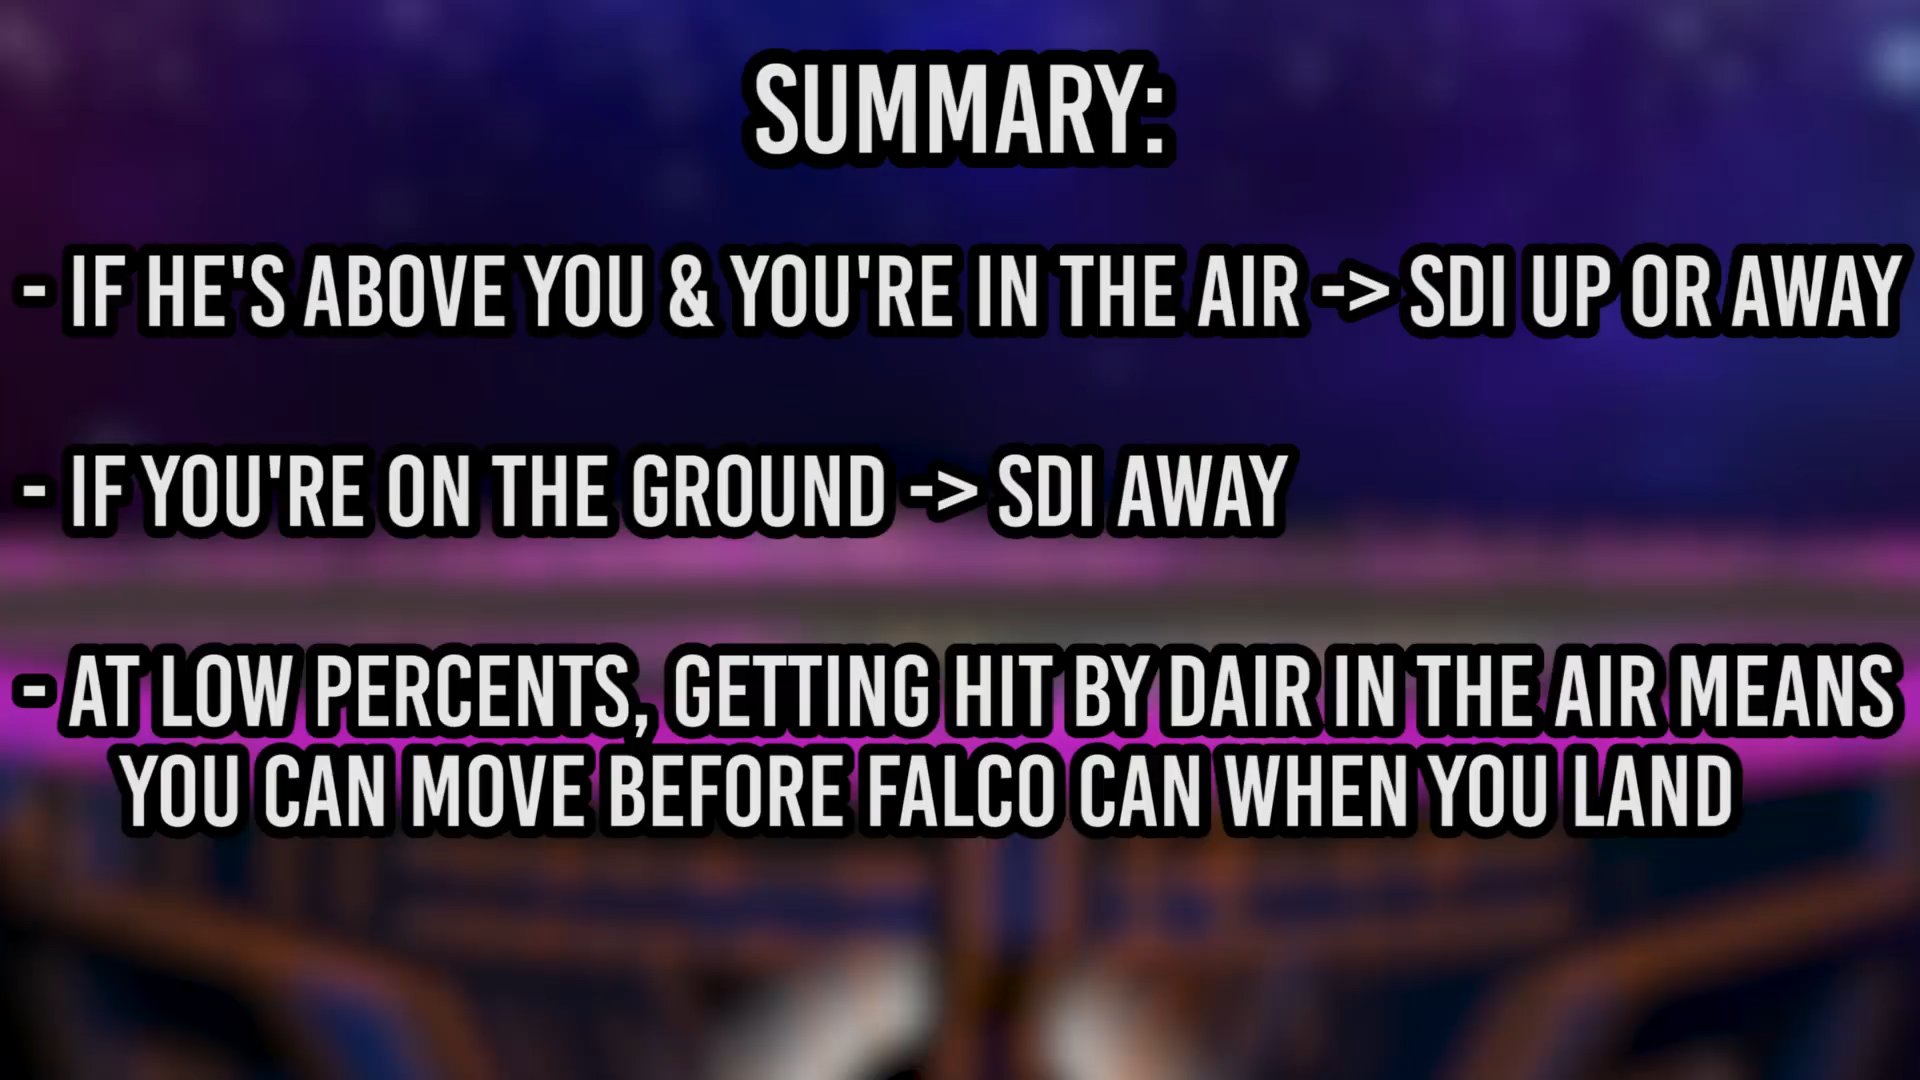 SUMMARY:
- IF HE'S ABOVE YOU & YOU'RE IN THE AIR -> SDI UP OR AWAY
- IF YOU'RE ON THE GROUND -> SDI AWAY
- AT LOW PERCENTS, GETTING HIT BY DAIR IN THE AIR MEANS
YOU CAN MOVE BEFORE FALCO CAN WHEN YOU LAND